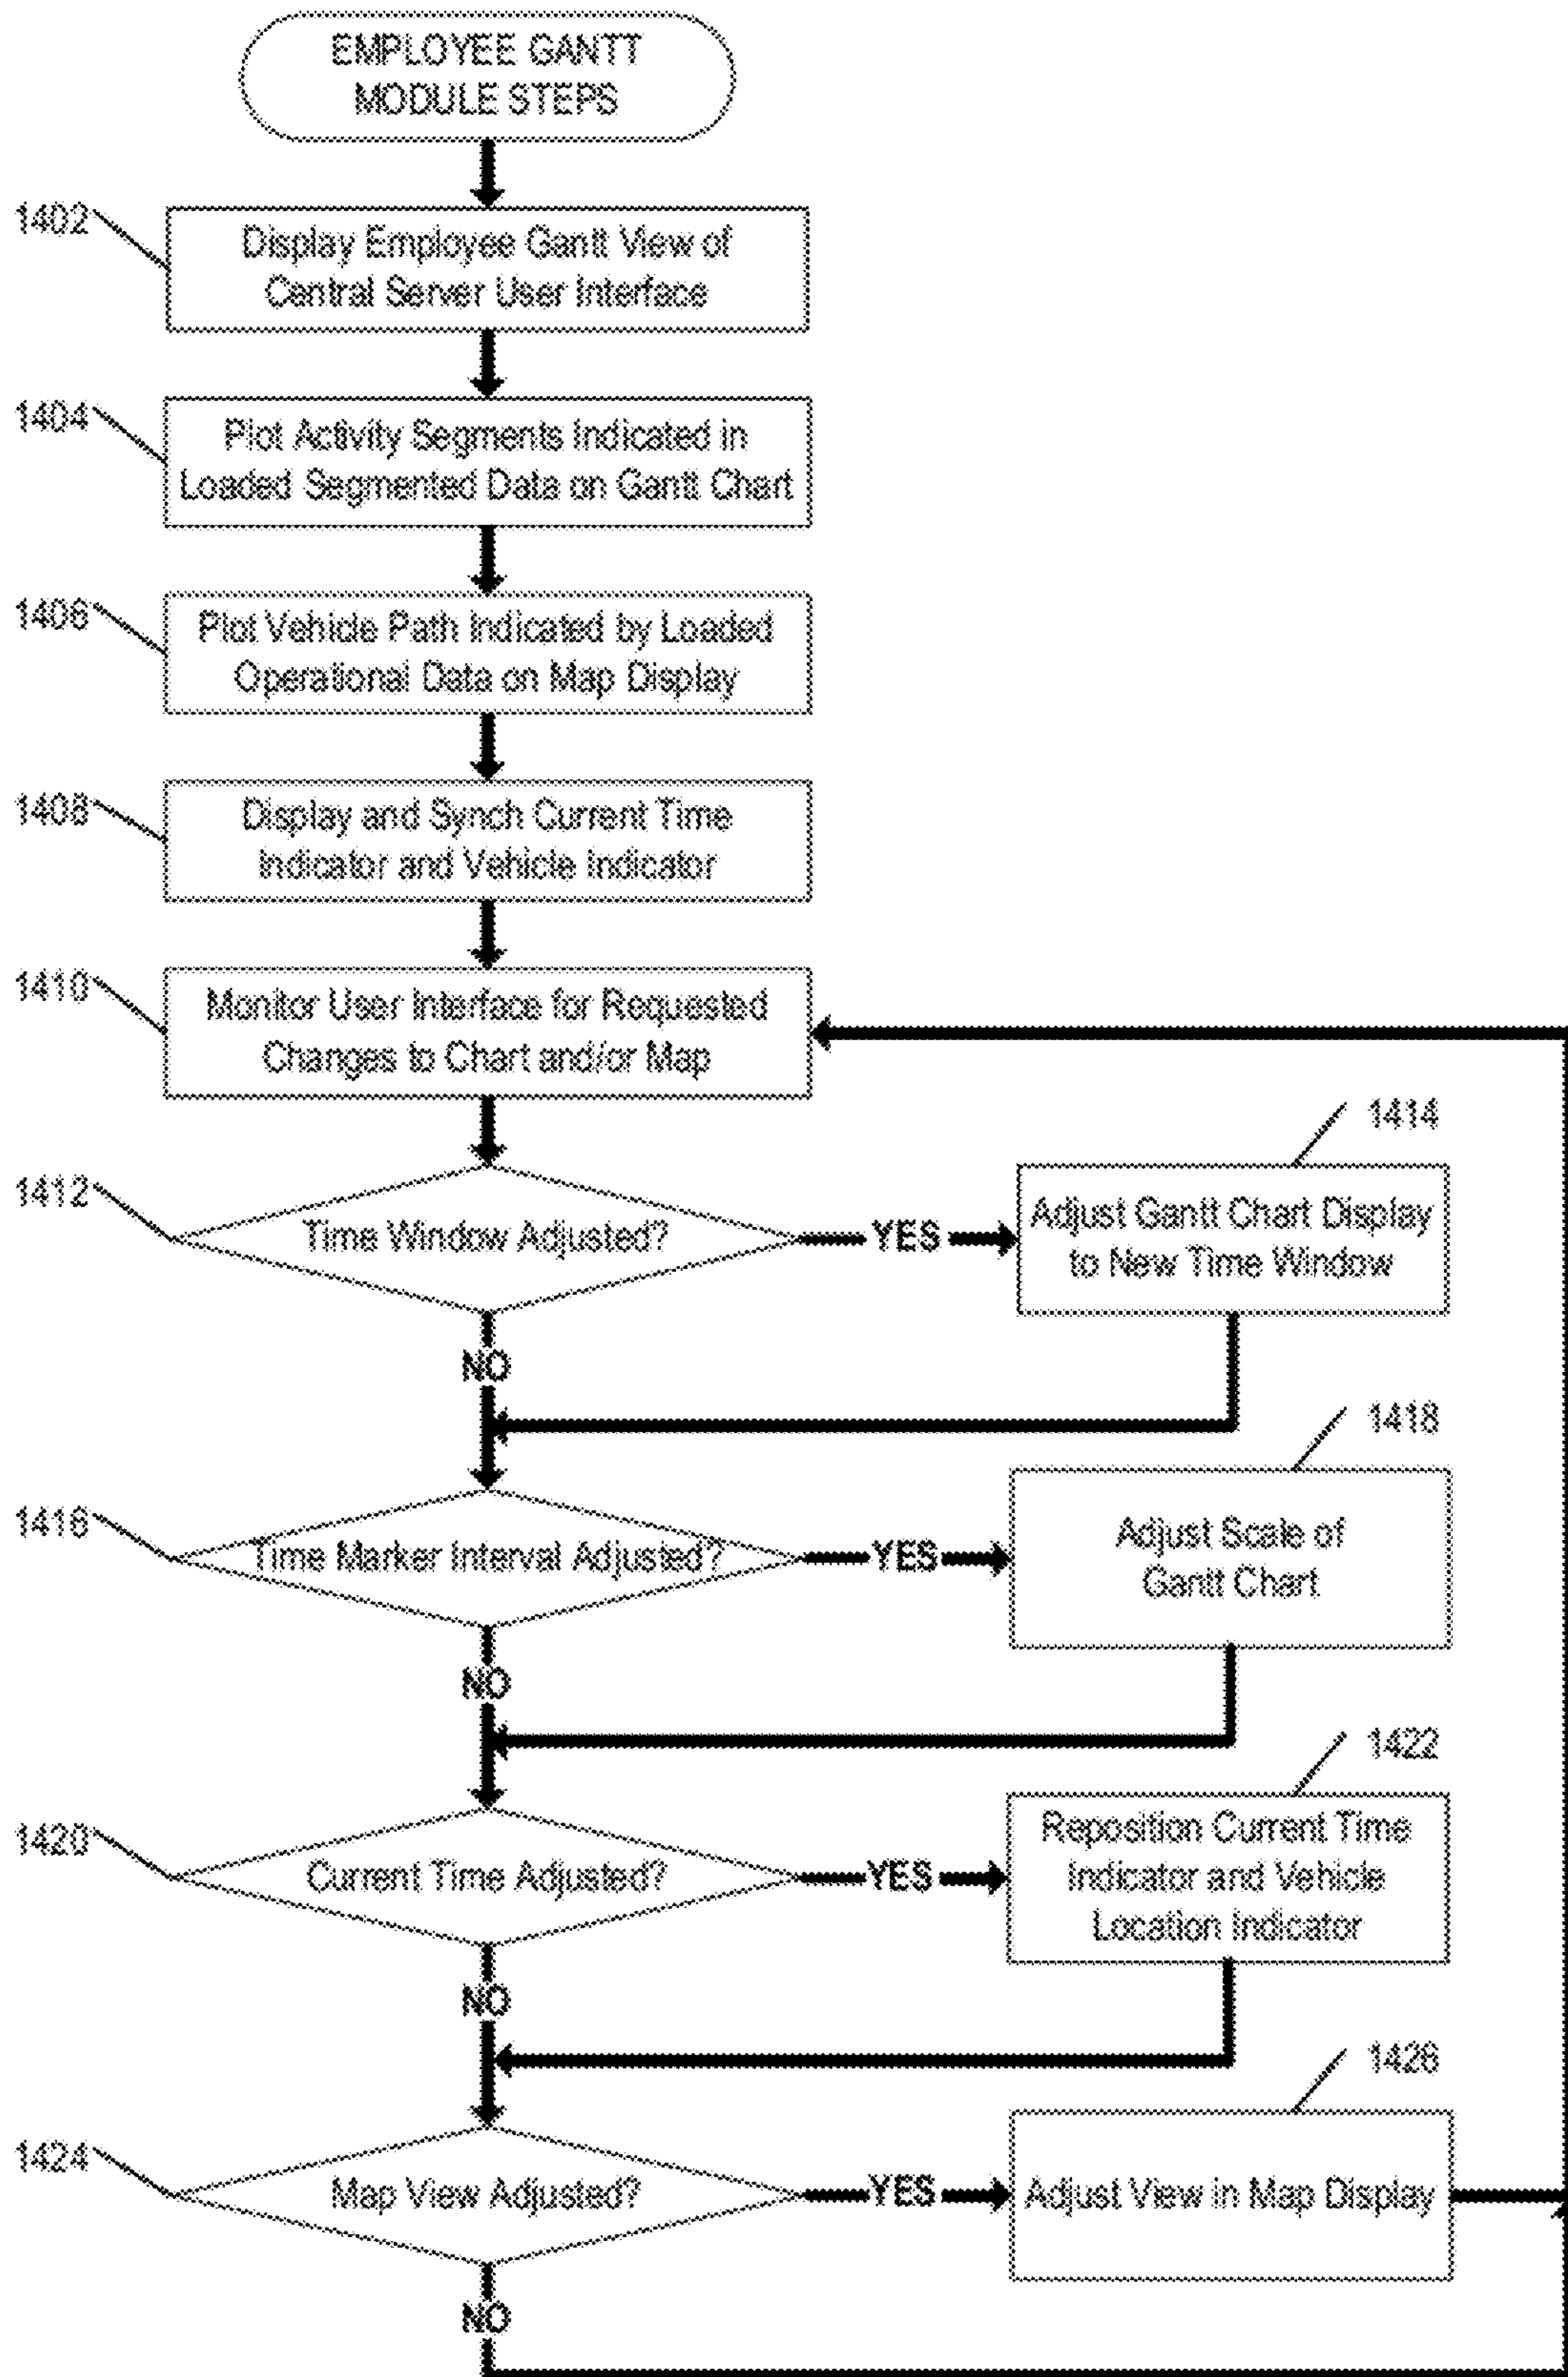 EMPLOYEE GANTT
MODULE STEPS
1402
Display Employee Gantt View of
Central Server User Interface
1404
Plot Activity Segments Indicated in
Loaded Segmented Data on Gantt Chart
1406
Plot Vehicle Path Indicated by Loaded
Operational Data on Map Display
1408
Display and Synch Current Time
Indicator and Vehicle Indicator
1410
Monitor User Interface for Requested
Changes to Chart and/or Map
1412
Time Window Adjusted?
YES
1414
Adjust Gantt Chart Display
to New Time Window
NO
1416
Time Marker Interval Adjusted?
YES
1418
Adjust Scale of
Gantt Chart
NO
1420
Current Time Adjusted?
YES
1422
Reposition Current Time
Indicator and Vehicle
Location Indicator
NO
1424
Map View Adjusted?
YES
1426
Adjust View in Map Display
NO